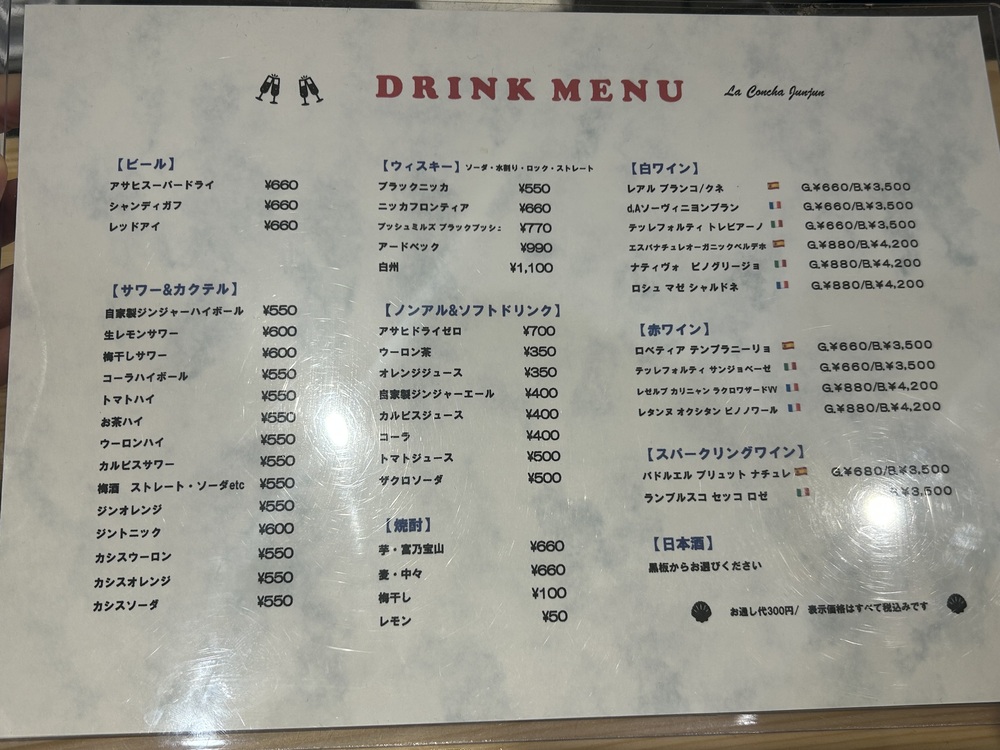 DRINK MENU
La Concha Junjun
【ビール】
アサヒスーパードライ ¥660
シャンディガフ ¥660
レッドアイ ¥660
【サワー&カクテル】
自家製ジンジャーハイボール ¥550
生レモンサワー ¥600
梅干しサワー ¥600
コーラハイボール ¥550
トマトハイ ¥550
お茶ハイ ¥550
ウーロンハイ ¥550
カルピスサワー ¥550
梅酒 ストレート・ソーダetc ¥550
ジンオレンジ ¥550
ジントニック ¥600
カシスウーロン ¥550
カシスオレンジ ¥550
カシスソーダ ¥550
【ウィスキー】ソーダ・水割り・ロック・ストレート
ブラックニッカ ¥550
ニッカフロンティア ¥660
ブッシュミルズ ブラックブッシュ ¥770
アードベック ¥990
白州 ¥1,100
【ノンアル&ソフトドリンク】
アサヒドライゼロ ¥700
ウーロン茶 ¥350
オレンジジュース ¥350
自家製ジンジャーエール ¥400
カルピスジュース ¥400
コーラ ¥400
トマトジュース ¥500
ザクロソーダ ¥500
【焼酎】
芋・富乃宝山 ¥660
麦・中々 ¥660
梅干し ¥100
レモン ¥50
【白ワイン】
レアル ブランコ/クネ G.¥660/B.¥3,500
d.Aソーヴィニヨンブラン G.¥660/B.¥3,500
テッレフォルティ トレビアーノ G.¥660/B.¥3,500
エスパナチュレオーガニックベルデホ G.¥880/B.¥4,200
ナティヴォ ピノグリージョ G.¥880/B.¥4,200
ロシュ マゼ シャルドネ G.¥880/B.¥4,200
【赤ワイン】
ロペティア テンプラニーリョ G.¥660/B.¥3,500
テッレフォルティ サンジョベーゼ G.¥660/B.¥3,500
レゼルブ カリニャン ラクロワザードVV G.¥880/B.¥4,200
レタンヌ オクシタン ピノノワール G.¥880/B.¥4,200
【スパークリングワイン】
パドルエル ブリュット ナチュレ G.¥680/B.¥3,500
ランブルスコ セッコ ロゼ ¥3,500
【日本酒】
黒板からお選びください
お通し代300円/ 表示価格はすべて税込みです